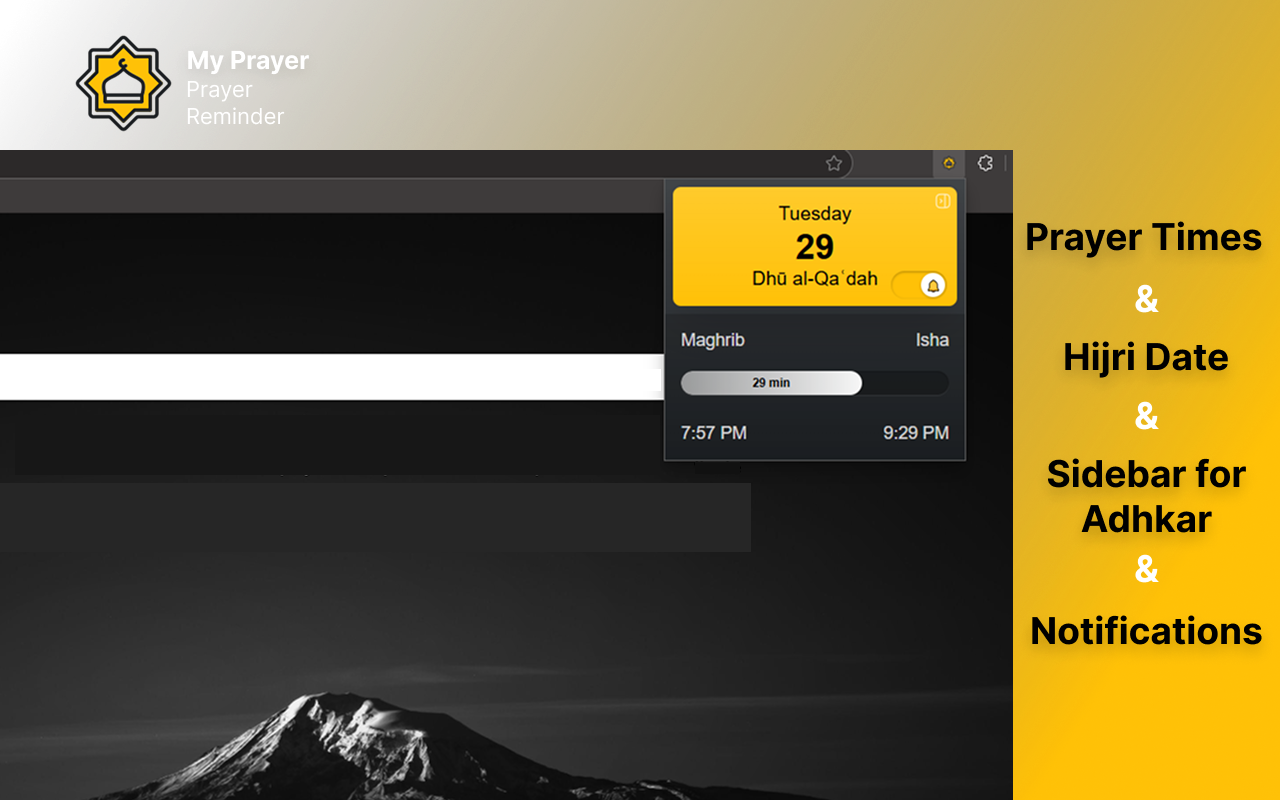 My Prayer
Prayer
Reminder
Tuesday
29
Dhū al-Qaʿdah
Maghrib
Isha
29 min
7:57 PM
9:29 PM
Prayer Times
&
Hijri Date
&
Sidebar for
Adhkar
&
Notifications